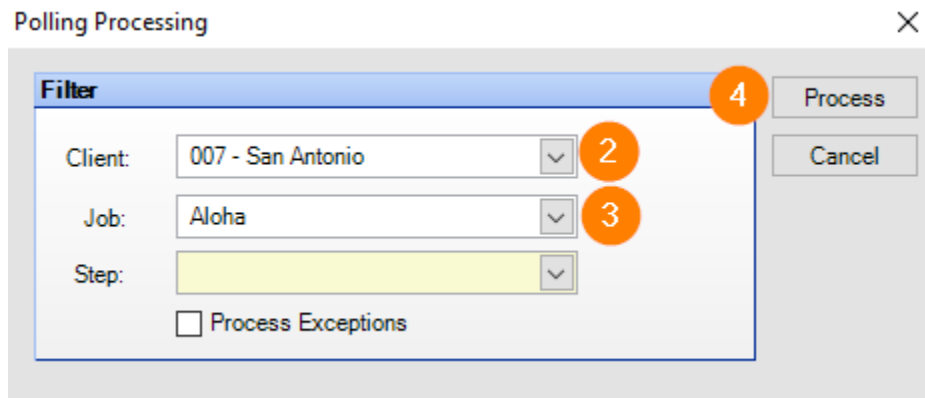 Polling Processing
Filter
4 Process
Client: 007 - San Antonio 2 Cancel
Job: Aloha 3
Step:
Process Exceptions